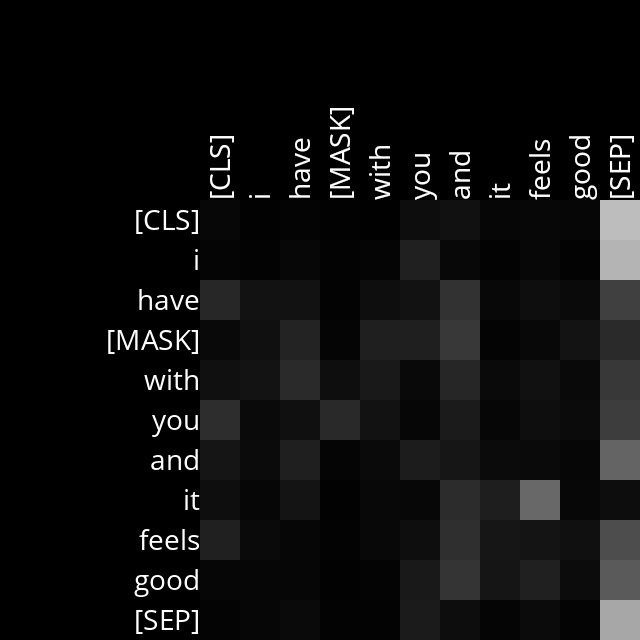 [CLS] i have [MASK] with you and it feels good [SEP]
[CLS]
i
have
[MASK]
with
you
and
it
feels
good
[SEP]